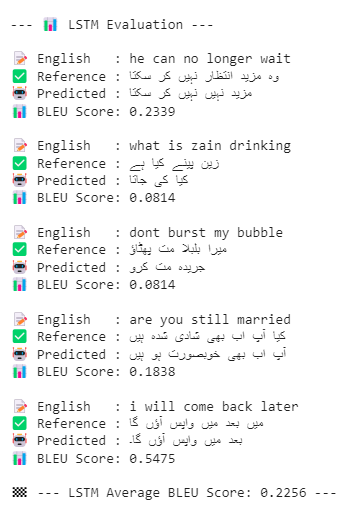 --- 📊 LSTM Evaluation ---
📝 English : he can no longer wait
✅ Reference : وہ مزید انتظار نہیں کر سکتا
🤖 Predicted : مزید نہیں نہیں کر سکتا
📊 BLEU Score: 0.2339
📝 English : what is zain drinking
✅ Reference : زین پینے کیا ہے
🤖 Predicted : کیا کی جاتا
📊 BLEU Score: 0.0814
📝 English : dont burst my bubble
✅ Reference : میرا بلبلا مت پھٹاؤ
🤖 Predicted : جریدہ مت کرو
📊 BLEU Score: 0.0814
📝 English : are you still married
✅ Reference : کیا آپ اب بھی شادی شدہ ہیں
🤖 Predicted : آپ اب بھی خوبصورت ہو ہیں
📊 BLEU Score: 0.1838
📝 English : i will come back later
✅ Reference : میں بعد میں واپس آؤں گا
🤖 Predicted : بعد میں واپس آؤں گا۔
📊 BLEU Score: 0.5475
🏁 --- LSTM Average BLEU Score: 0.2256 ---